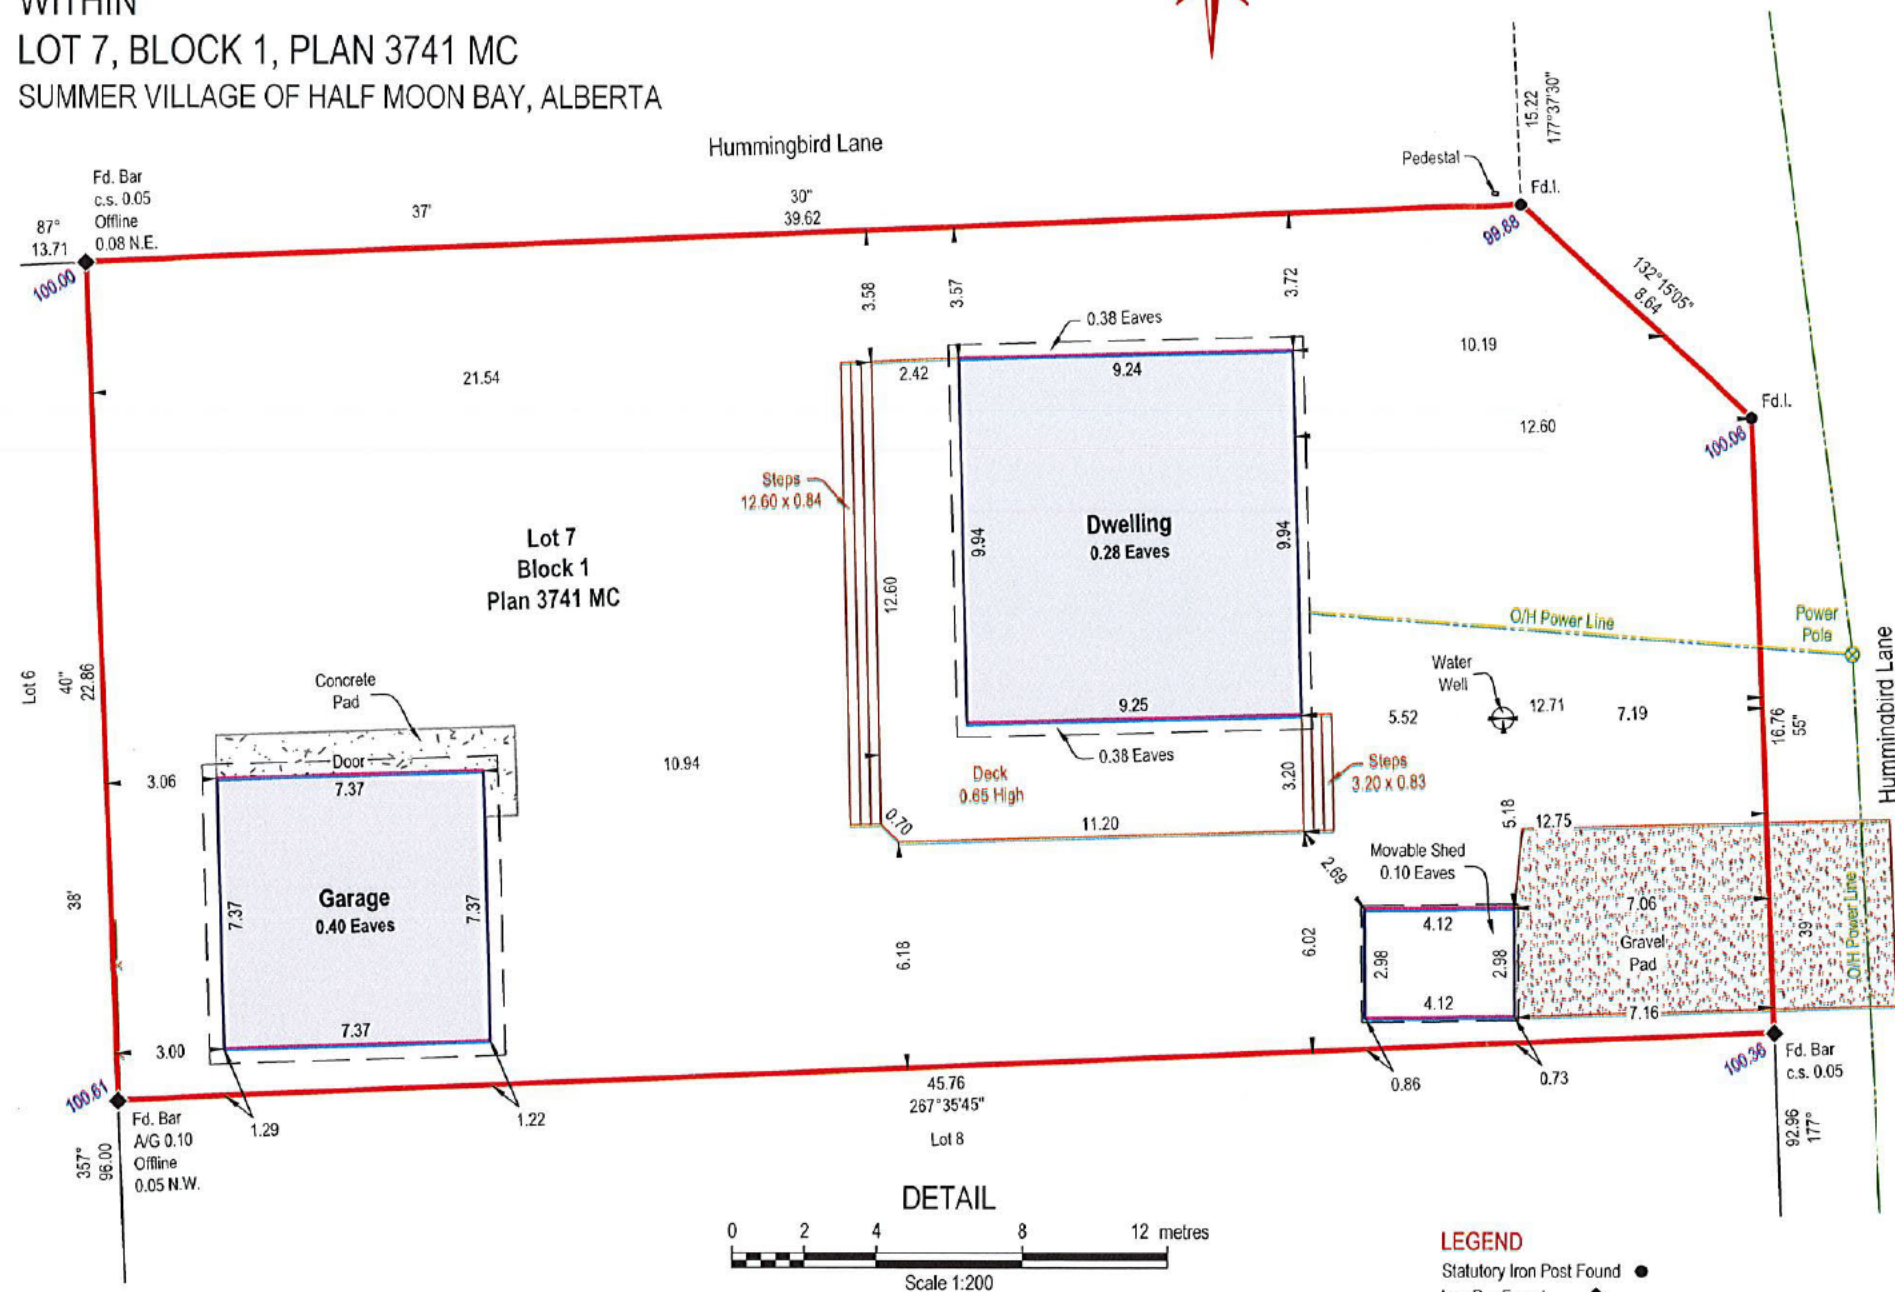 WITHIN
LOT 7, BLOCK 1, PLAN 3741 MC
SUMMER VILLAGE OF HALF MOON BAY, ALBERTA
Hummingbird Lane
15.22
177°37'30"
Pedestal
Fd.I.
99.88
Fd. Bar
c.s. 0.05
Offline
0.08 N.E.
87°
13.71
100.00
37'
30"
39.62
132°15'05"
8.64
3.58
3.57
3.72
0.38 Eaves
10.19
21.54
2.42
9.24
Fd.I.
100.06
12.60
Steps
12.60 x 0.84
Dwelling
0.28 Eaves
9.94
9.94
Lot 7
Block 1
Plan 3741 MC
12.60
O/H Power Line
Power
Pole
Hummingbird Lane
Water
Well
Lot 6
40"
22.86
Concrete
Pad
9.25
5.52
12.71
7.19
16.76
55"
0.38 Eaves
10.94
Deck
0.65 High
3.20
Steps
3.20 x 0.83
3.06
Door
7.37
0.70
11.20
5.18
12.75
Movable Shed
0.10 Eaves
2.69
38'
7.37
Garage
0.40 Eaves
7.37
6.18
6.02
4.12
2.98
2.98
4.12
7.06
Gravel
Pad
7.16
39'
O/H Power Line
3.00
7.37
100.61
Fd. Bar
A/G 0.10
Offline
0.05 N.W.
1.29
1.22
45.76
267°35'45"
Lot 8
0.86
0.73
100.36
Fd. Bar
c.s. 0.05
357°
96.00
92.96
177°
DETAIL
0 2 4 8 12 metres
Scale 1:200
LEGEND
Statutory Iron Post Found